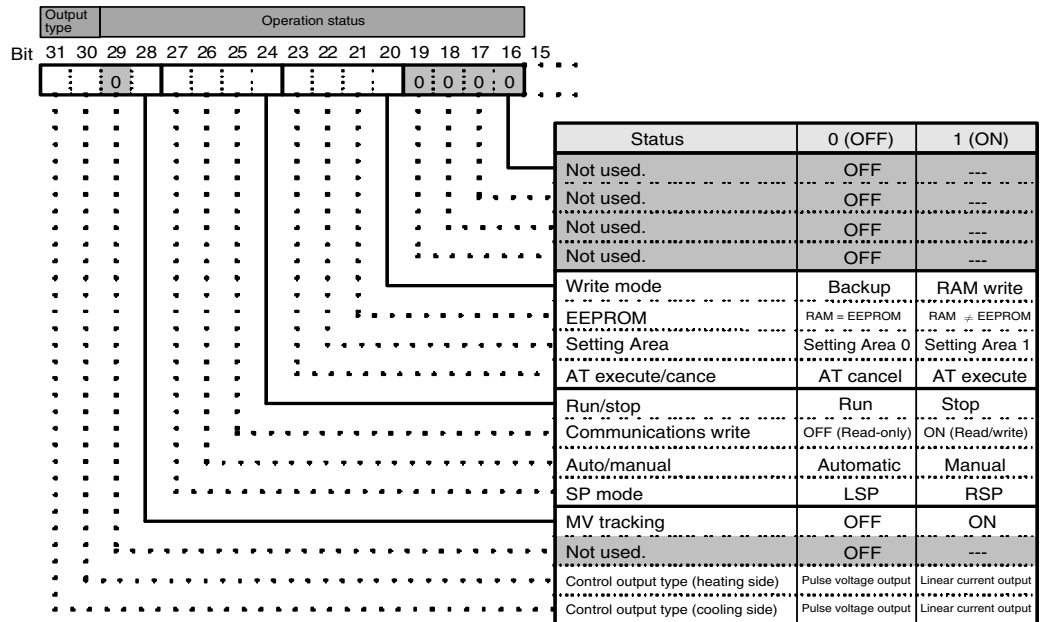 Output type
Operation status
Bit 31 30 29 28 27 26 25 24 23 22 21 20 19 18 17 16 15
0 0 0 0 0
Status 0 (OFF) 1 (ON)
Not used. OFF ---
Not used. OFF ---
Not used. OFF ---
Not used. OFF ---
Write mode Backup RAM write
EEPROM RAM = EEPROM RAM ≠ EEPROM
Setting Area Setting Area 0 Setting Area 1
AT execute/cance AT cancel AT execute
Run/stop Run Stop
Communications write OFF (Read-only) ON (Read/write)
Auto/manual Automatic Manual
SP mode LSP RSP
MV tracking OFF ON
Not used. OFF ---
Control output type (heating side) Pulse voltage output Linear current output
Control output type (cooling side) Pulse voltage output Linear current output